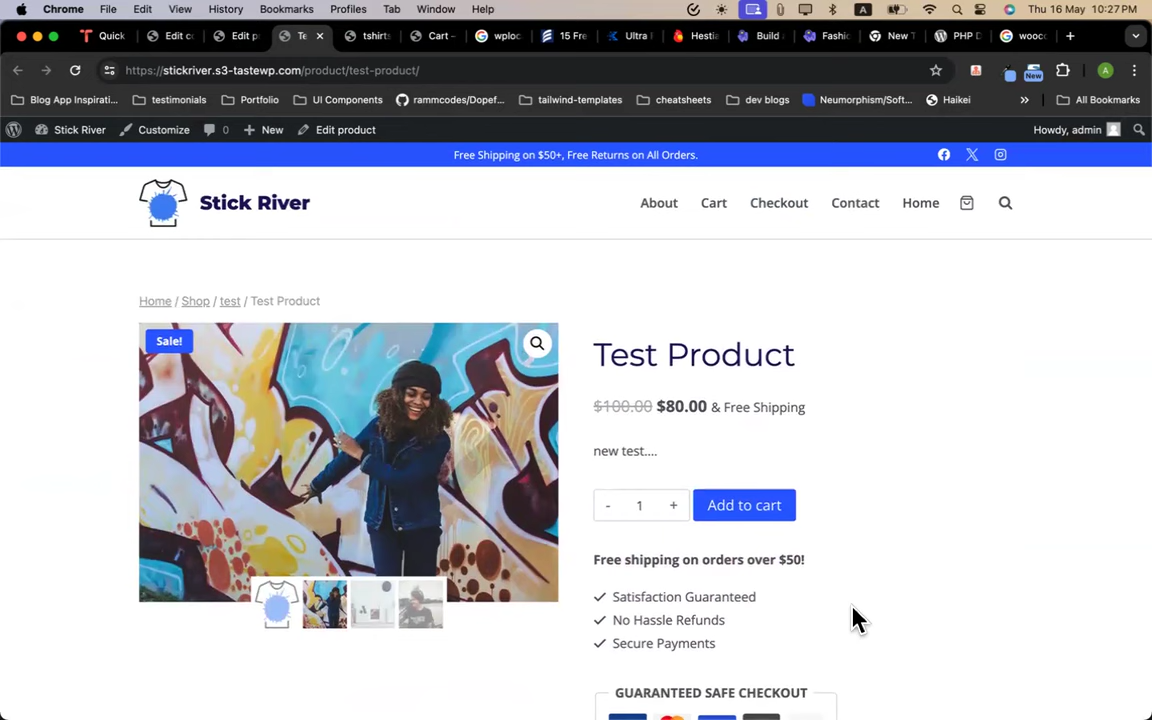 Chrome File Edit View History Bookmarks Profiles Tab Window Help A Thu 16 May 10:27 PM
Quick Edit c Edit p Te tshirts Cart – wploc 15 Fre Ultra Hestia Build Fashio New T PHP D wooco
https://stickriver.s3-tastewp.com/product/test-product/ New A
Blog App Inspirati... testimonials Portfolio UI Components rammcodes/Dopef... tailwind-templates cheatsheets dev blogs Neumorphism/Soft... Haikei » All Bookmarks
Stick River Customize 0 + New Edit product Howdy, admin
Free Shipping on $50+, Free Returns on All Orders.
Stick River About Cart Checkout Contact Home
Home / Shop / test / Test Product
Sale!
Test Product
$100.00 $80.00 & Free Shipping
new test....
- 1 + Add to cart
Free shipping on orders over $50!
Satisfaction Guaranteed
No Hassle Refunds
Secure Payments
GUARANTEED SAFE CHECKOUT